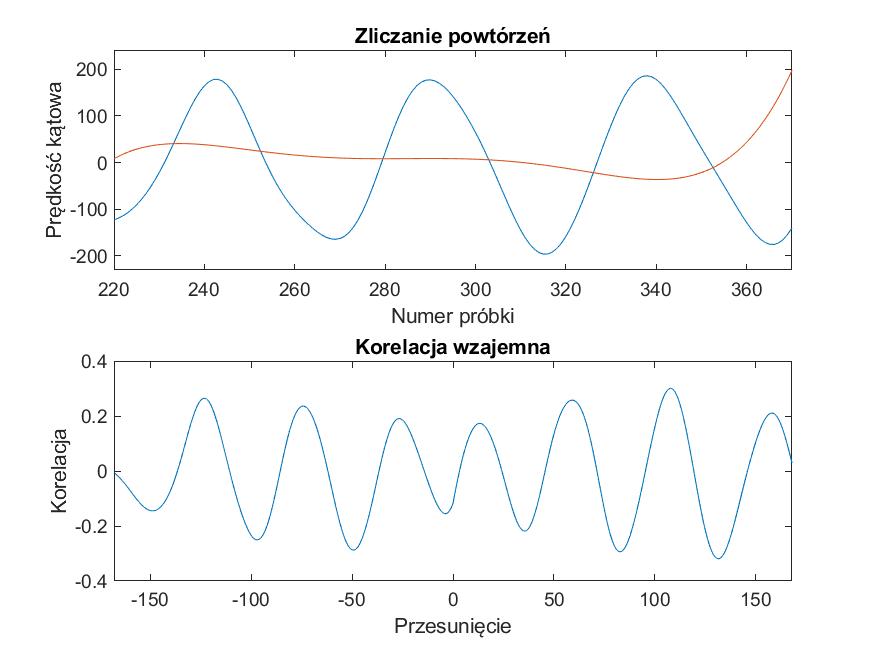 Zliczanie powtórzeń
Prędkość kątowa
200
100
0
-100
-200
220 240 260 280 300 320 340 360
Numer próbki
Korelacja wzajemna
Korelacja
0.4
0.2
0
-0.2
-0.4
-150 -100 -50 0 50 100 150
Przesunięcie